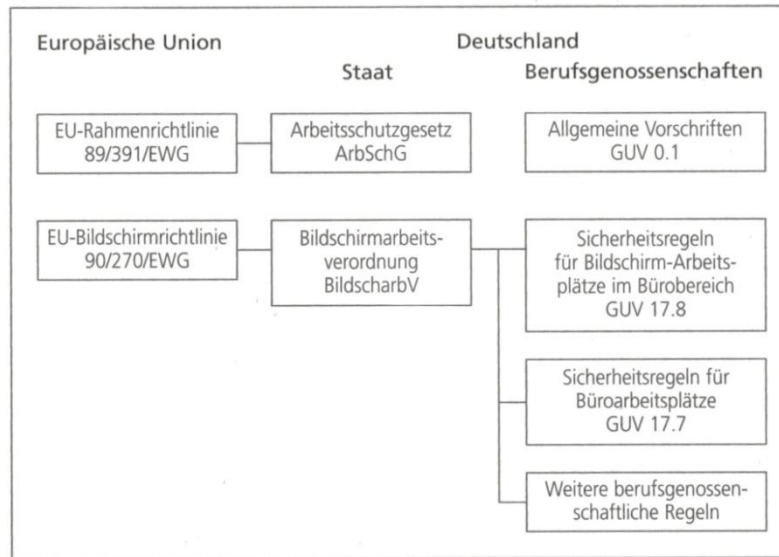 Europäische Union
Deutschland
Staat
Berufsgenossenschaften
EU-Rahmenrichtlinie
89/391/EWG
Arbeitsschutzgesetz
ArbSchG
Allgemeine Vorschriften
GUV 0.1
EU-Bildschirmrichtlinie
90/270/EWG
Bildschirmarbeits-
verordnung
BildscharbV
Sicherheitsregeln
für Bildschirm-Arbeits-
plätze im Bürobereich
GUV 17.8
Sicherheitsregeln für
Büroarbeitsplätze
GUV 17.7
Weitere berufsgenossen-
schaftliche Regeln